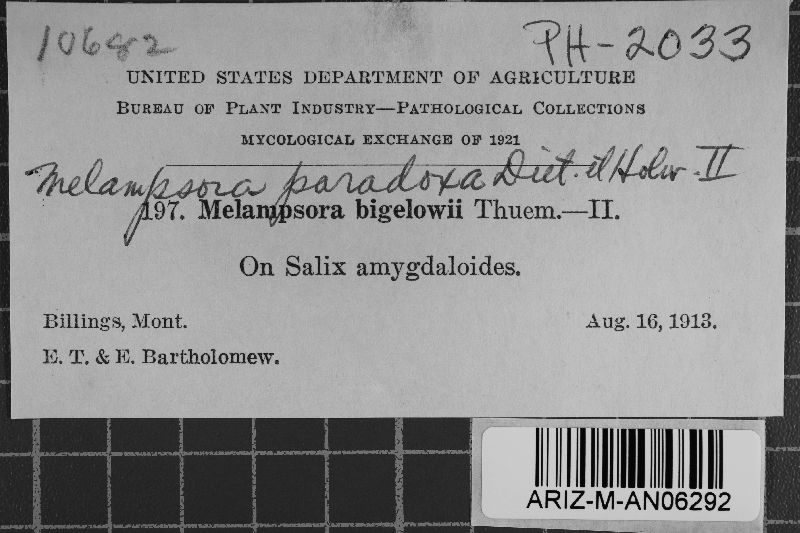 10682
PH-2033
UNITED STATES DEPARTMENT OF AGRICULTURE
BUREAU OF PLANT INDUSTRY—PATHOLOGICAL COLLECTIONS
MYCOLOGICAL EXCHANGE OF 1921
Melampsora paradoxa Diet. et Holw. II
197. Melampsora bigelowii Thuem.—II.
On Salix amygdaloides.
Billings, Mont. Aug. 16, 1913.
E. T. & E. Bartholomew.
ARIZ-M-AN06292